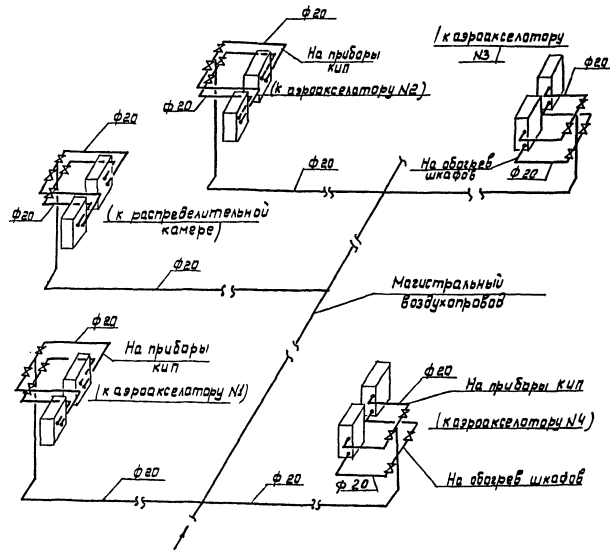 ф20
На приборы
кип
(к аэроакселатору N2)
ф20
ф20
(к аэроакселатору
N3
ф20
На обогрев
шкафов
ф20
ф20
ф20
ф20
(к распределительной
камере)
ф20
Магистральный
воздухопровод
ф20
На приборы
кип
(к аэроакселатору N1)
ф20
ф20
ф20
На приборы кип
(к аэроакселатору N4)
На обогрев шкафов
ф20